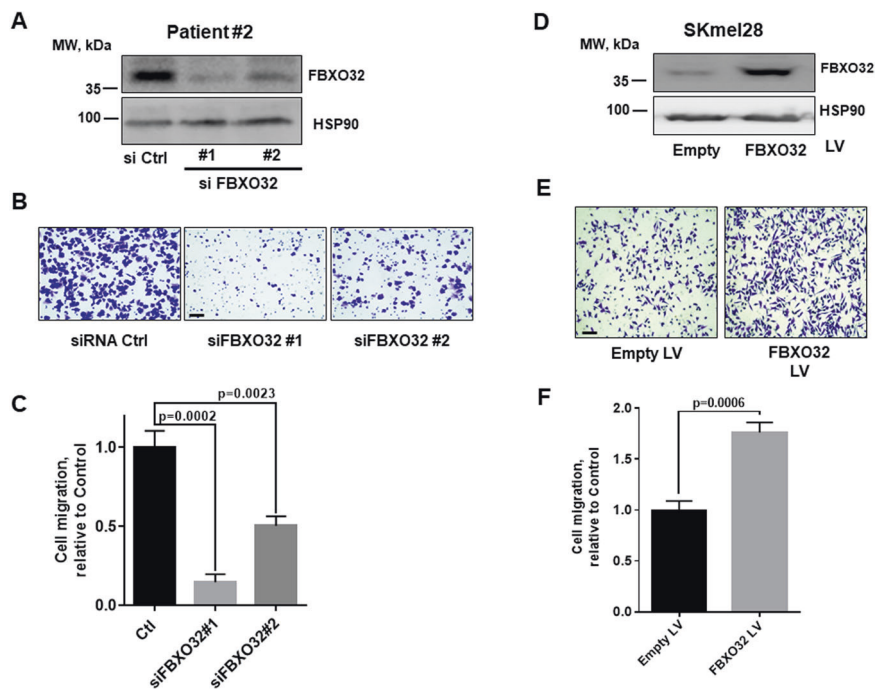 A
Patient #2
MW, kDa
FBXO32
35
100
HSP90
si Ctrl
#1
#2
si FBXO32
B
siRNA Ctrl
siFBXO32 #1
siFBXO32 #2
C
p=0.0023
p=0.0002
Cell migration,
relative to Control
1.0
0.5
0.0
Ctl
siFBXO32#1
siFBXO32#2
D
SKmel28
MW, kDa
FBXO32
35
100
HSP90
Empty
FBXO32
LV
E
Empty LV
FBXO32
LV
F
p=0.0006
Cell migration,
relative to Control
2.0
1.5
1.0
0.5
0.0
Empty LV
FBXO32 LV